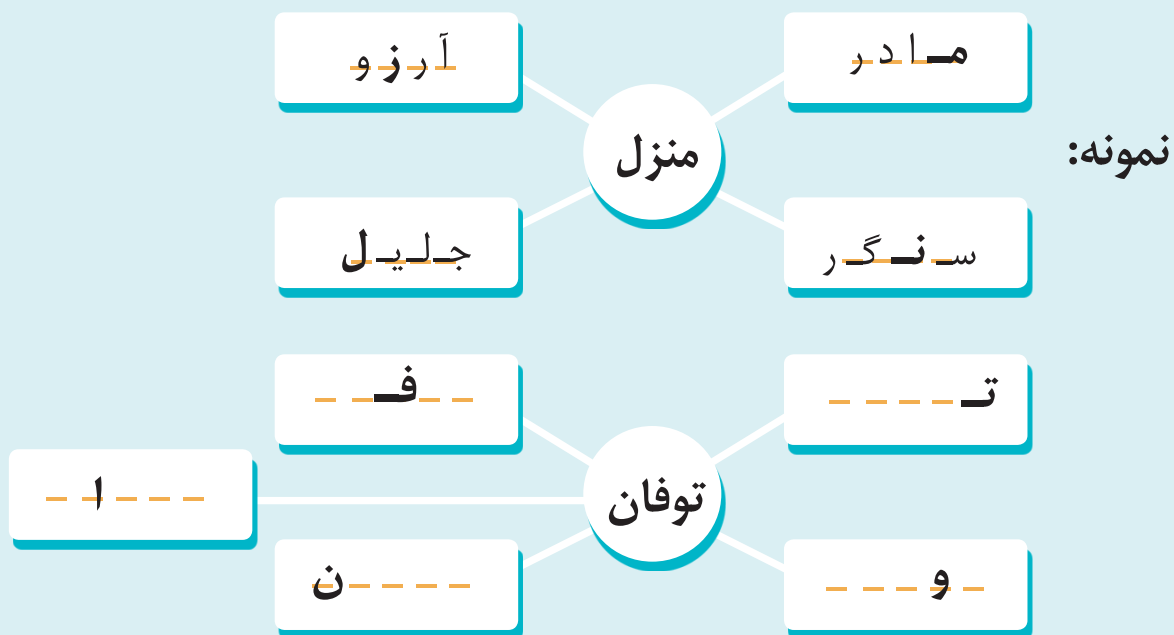 نمونه:
مـ ا د ر
آ ر ز و
منزل
سـ نـ گـ ر
جـ لـ یـ ل
تـ _ _ _ _
_ _ فـ _ _
توفان
_ _ _ ا _
_ و _ _ _
_ _ _ _ ن